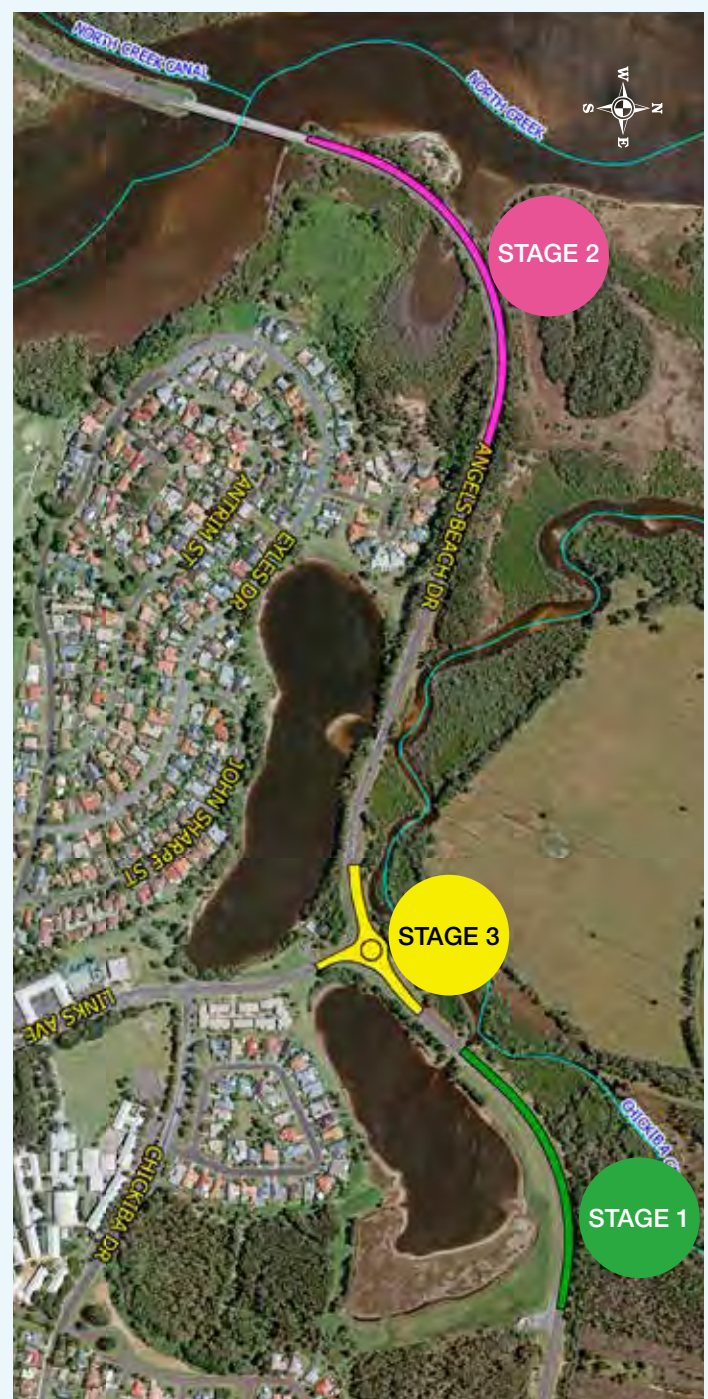 NORTH CREEK CANAL
NORTH CREEK
W
N
S
E
STAGE 2
ANGELS BEACH DR
ANTRIM ST
EYLES DR
JOHN SHARPE ST
STAGE 3
LINKS AVE
CHICKIBA
STAGE 1
CHICKIBA DR